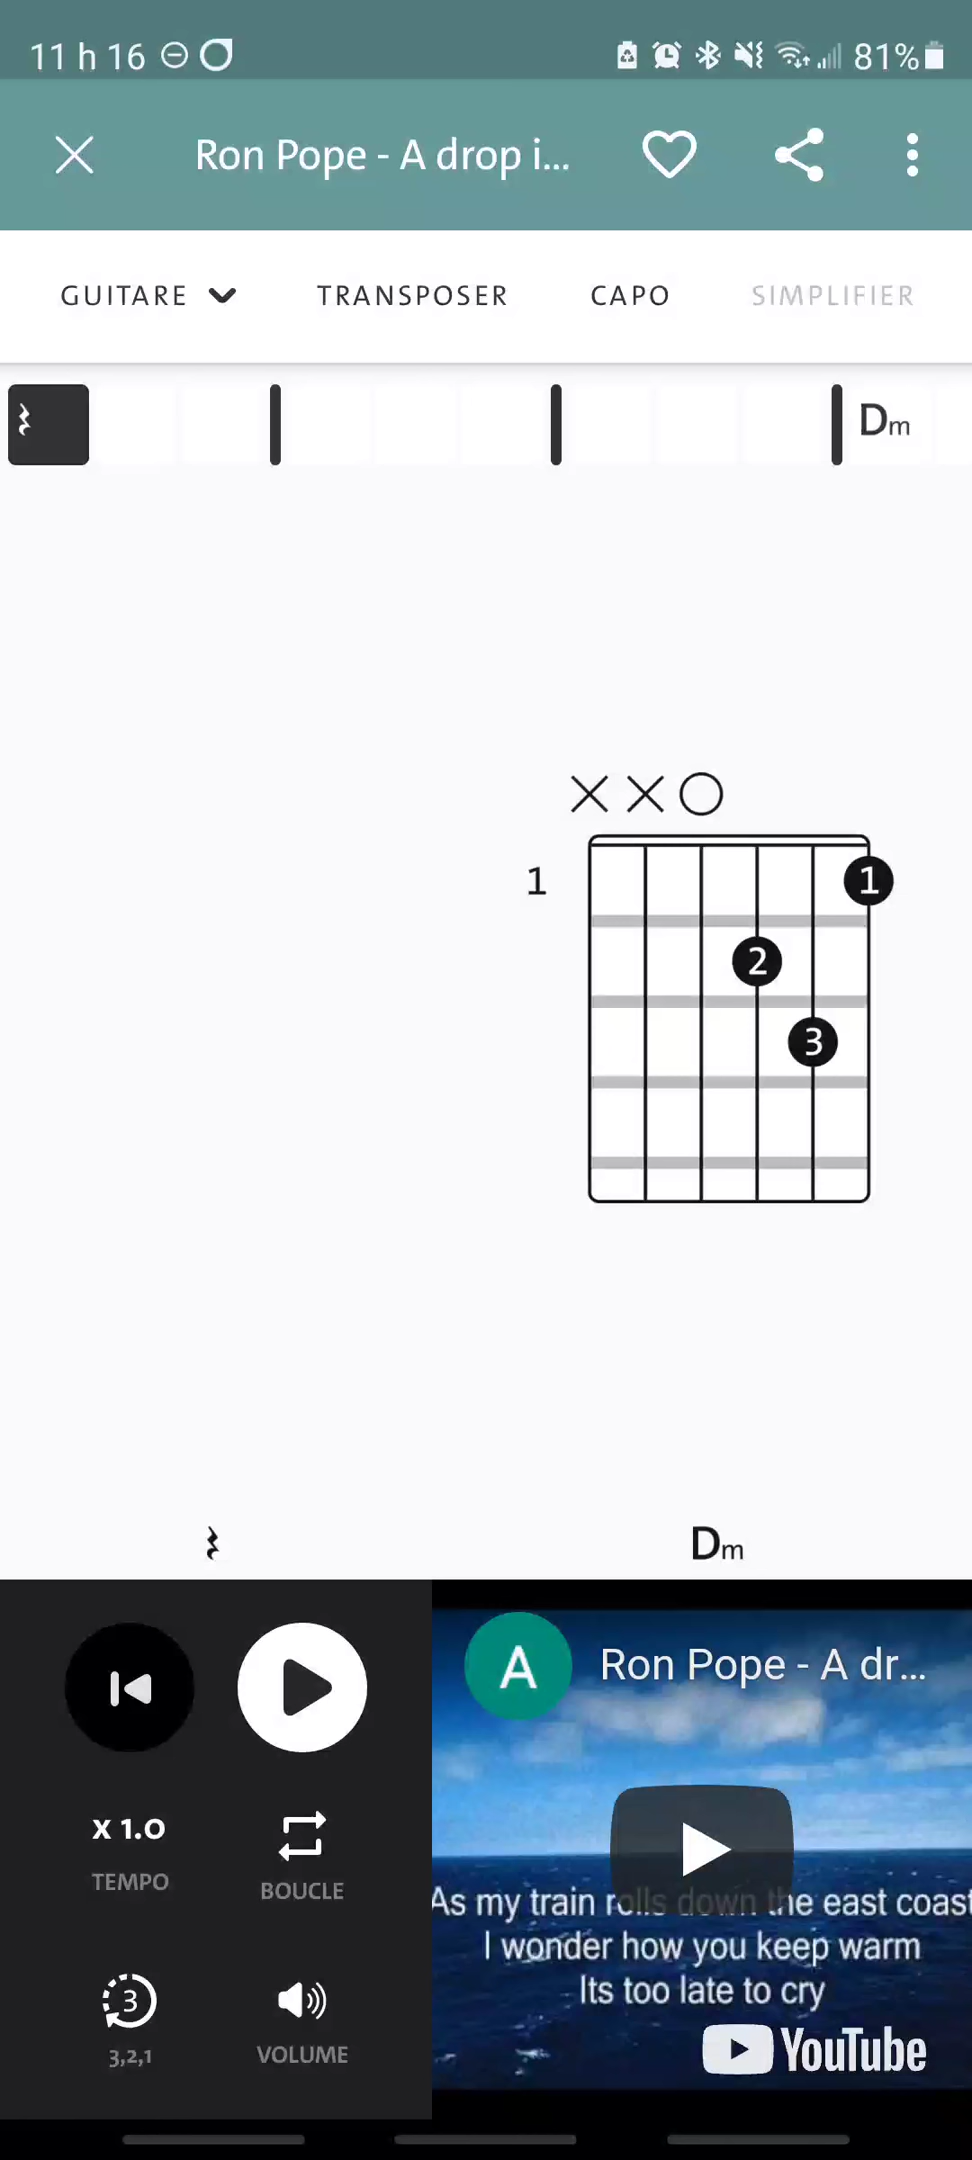 11 h 16
81%
Ron Pope - A drop i...
GUITARE
TRANSPOSER
CAPO
SIMPLIFIER
Dm
1
1
2
3
Dm
A
Ron Pope - A dr...
x 1.0
TEMPO
BOUCLE
3
3,2,1
VOLUME
As my train rolls down the east coast
I wonder how you keep warm
Its too late to cry
YouTube